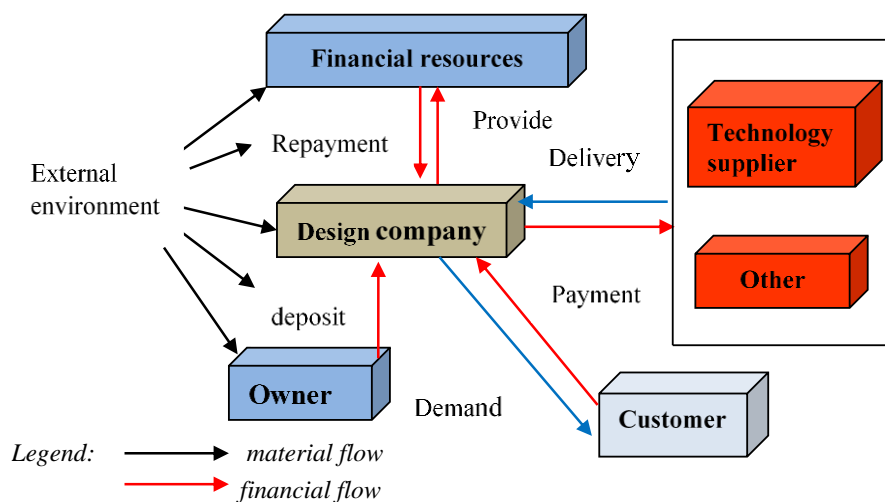 Financial resources
Provide
Repayment
Delivery
Technology
supplier
External
environment
Design company
Other
Payment
deposit
Owner
Demand
Customer
Legend:
material flow
financial flow